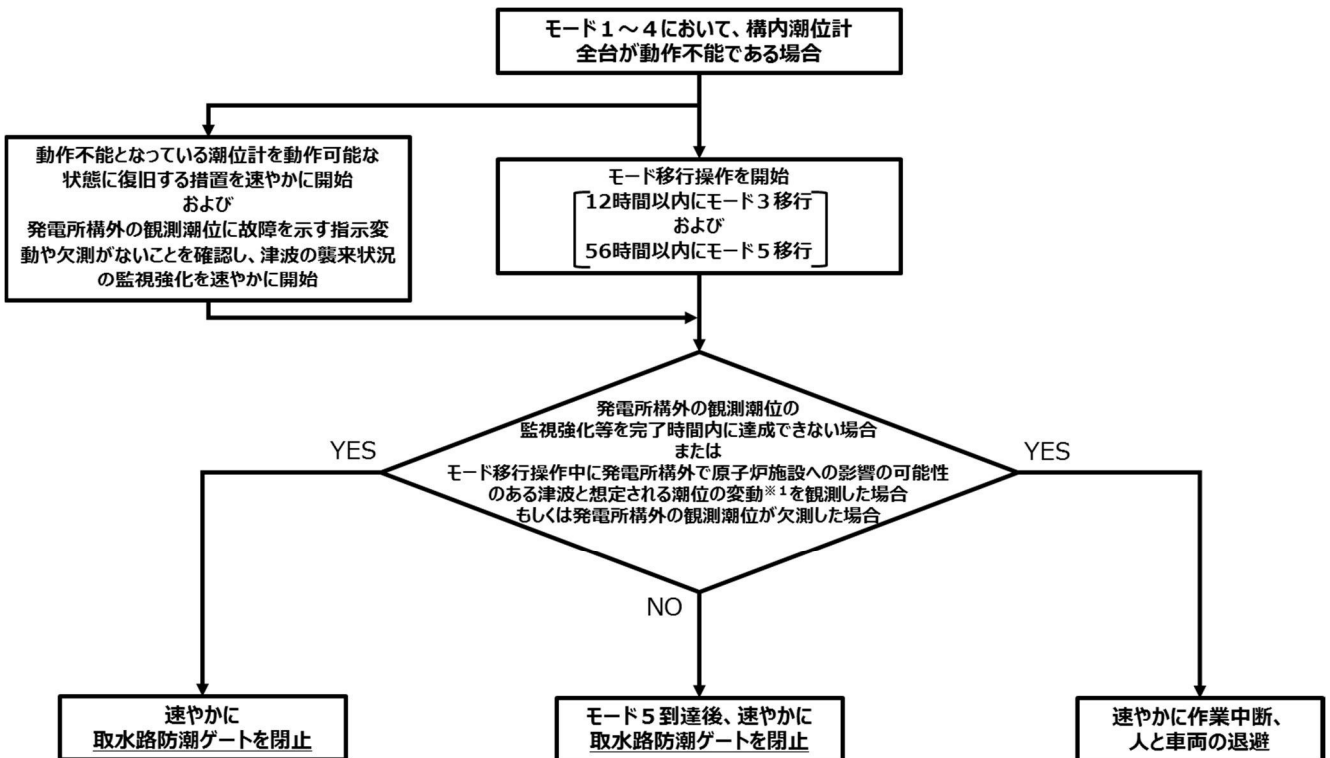 モード１～４において、構内潮位計
全台が動作不能である場合
動作不能となっている潮位計を動作可能な
状態に復旧する措置を速やかに開始
および
発電所構外の観測潮位に故障を示す指示変
動や欠測がないことを確認し、津波の襲来状況
の監視強化を速やかに開始
モード移行操作を開始
12時間以内にモード３移行
および
56時間以内にモード５移行
発電所構外の観測潮位の
監視強化等を完了時間内に達成できない場合
または
モード移行操作中に発電所構外で原子炉施設への影響の可能性
のある津波と想定される潮位の変動※1を観測した場合
もしくは発電所構外の観測潮位が欠測した場合
YES
YES
NO
速やかに
取水路防潮ゲートを閉止
モード５到達後、速やかに
取水路防潮ゲートを閉止
速やかに作業中断、
人と車両の退避